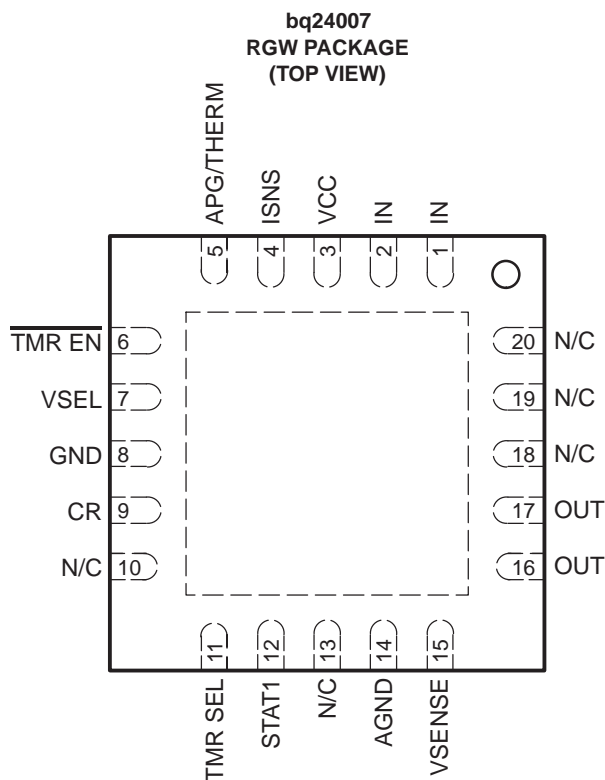 bq24007
RGW PACKAGE
(TOP VIEW)
APG/THERM
ISNS
VCC
IN
IN
5
4
3
2
1
TMR EN 6
VSEL 7
GND 8
CR 9
N/C 10
20 N/C
19 N/C
18 N/C
17 OUT
16 OUT
11
12
13
14
15
TMR SEL
STAT1
N/C
AGND
VSENSE